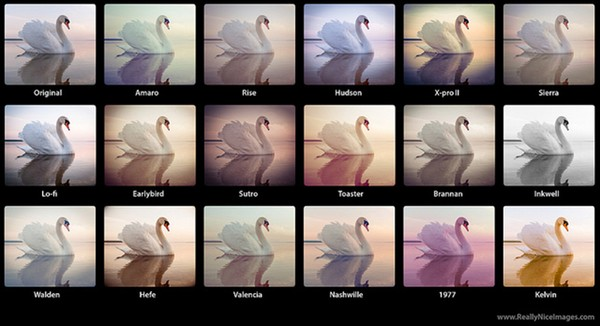 Original
Amaro
Rise
Hudson
X-pro II
Sierra
Lo-fi
Earlybird
Sutro
Toaster
Brannan
Inkwell
Walden
Hefe
Valencia
Nashwille
1977
Kelvin
www.ReallyNiceImages.com